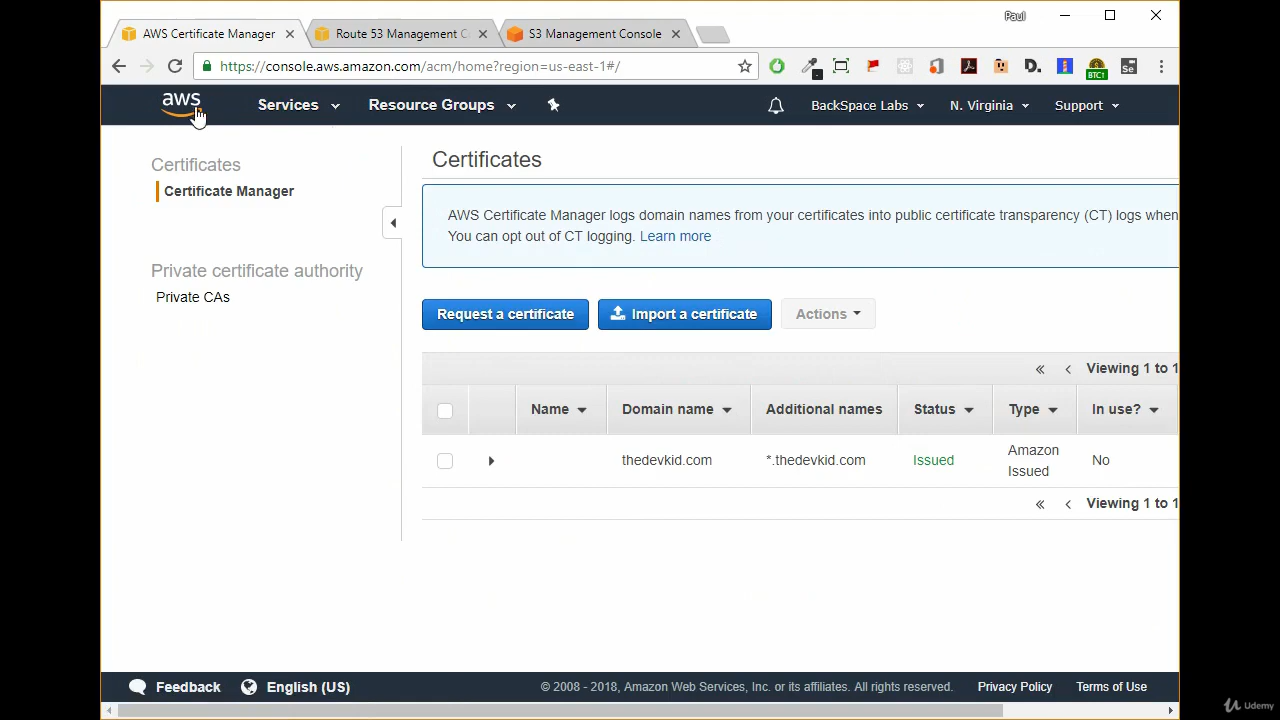 Paul
AWS Certificate Manager
Route 53 Management C
S3 Management Console
https://console.aws.amazon.com/acm/home?region=us-east-1#/
D.
BTC1
Se
aws
Services
Resource Groups
BackSpace Labs
N. Virginia
Support
Certificates
Certificate Manager
Private certificate authority
Private CAs
Certificates
AWS Certificate Manager logs domain names from your certificates into public certificate transparency (CT) logs when
You can opt out of CT logging. Learn more
Request a certificate
Import a certificate
Actions
« ‹ Viewing 1 to 1
Name
Domain name
Additional names
Status
Type
In use?
thedevkid.com
*.thedevkid.com
Issued
Amazon
Issued
No
« ‹ Viewing 1 to 1
Feedback
English (US)
© 2008 - 2018, Amazon Web Services, Inc. or its affiliates. All rights reserved.
Privacy Policy
Terms of Use
Udemy